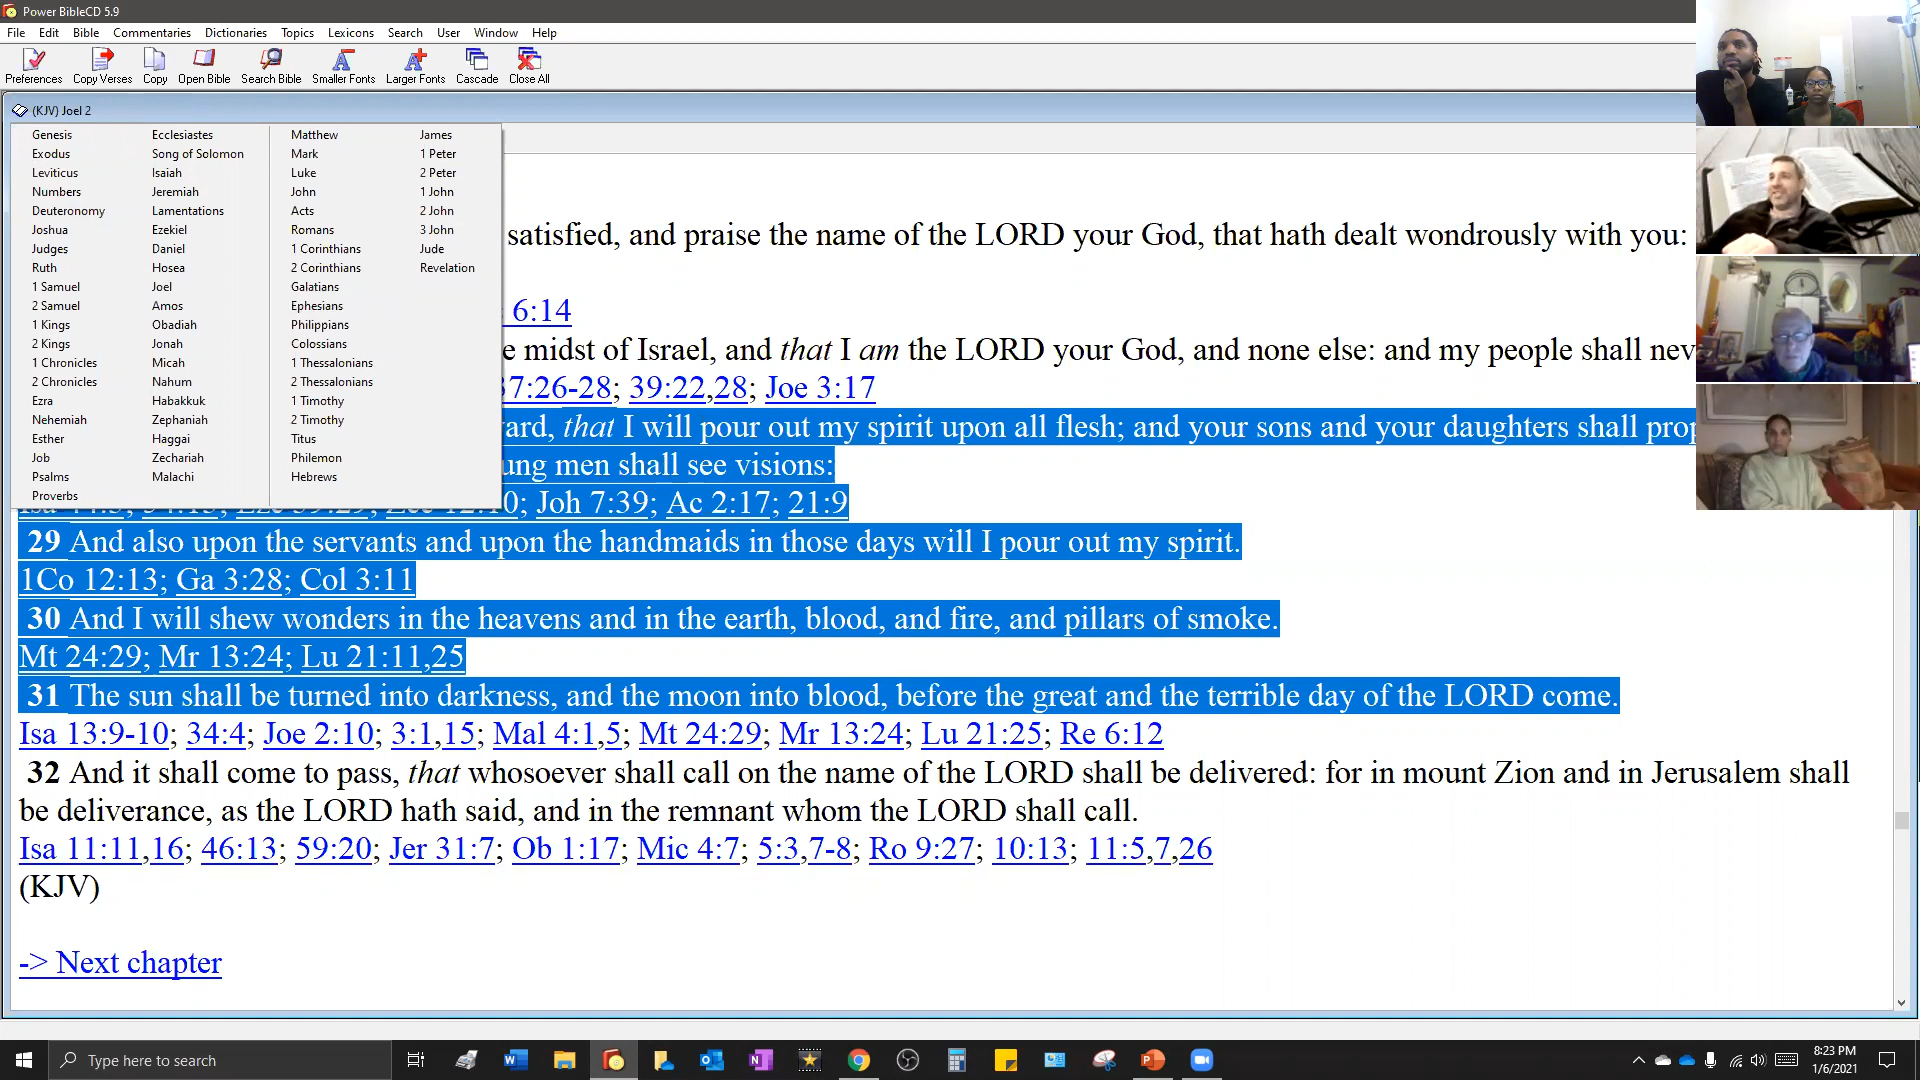 Power BibleCD 5.9
File Edit Bible Commentaries Dictionaries Topics Lexicons Search User Window Help
Preferences Copy Verses Copy Open Bible Search Bible Smaller Fonts Larger Fonts Cascade Close All
(KJV) Joel 2
Genesis Ecclesiastes Matthew James
Exodus Song of Solomon Mark 1 Peter
Leviticus Isaiah Luke 2 Peter
Numbers Jeremiah John 1 John
Deuteronomy Lamentations Acts 2 John
Joshua Ezekiel Romans 3 John
Judges Daniel 1 Corinthians Jude
Ruth Hosea 2 Corinthians Revelation
1 Samuel Joel Galatians
2 Samuel Amos Ephesians
1 Kings Obadiah Philippians
2 Kings Jonah Colossians
1 Chronicles Micah 1 Thessalonians
2 Chronicles Nahum 2 Thessalonians
Ezra Habakkuk 1 Timothy
Nehemiah Zephaniah 2 Timothy
Esther Haggai Titus
Job Zechariah Philemon
Psalms Malachi Hebrews
Proverbs
satisfied, and praise the name of the LORD your God, that hath dealt wondrously with you:
6:14
midst of Israel, and that I am the LORD your God, and none else: and my people shall
37:26-28; 39:22,28; Joe 3:17
that I will pour out my spirit upon all flesh; and your sons and your daughters shall
men shall see visions:
Joh 7:39; Ac 2:17; 21:9
29 And also upon the servants and upon the handmaids in those days will I pour out my spirit.
1Co 12:13; Ga 3:28; Col 3:11
30 And I will shew wonders in the heavens and in the earth, blood, and fire, and pillars of smoke.
Mt 24:29; Mr 13:24; Lu 21:11,25
31 The sun shall be turned into darkness, and the moon into blood, before the great and the terrible day of the LORD come.
Isa 13:9-10; 34:4; Joe 2:10; 3:1,15; Mal 4:1,5; Mt 24:29; Mr 13:24; Lu 21:25; Re 6:12
32 And it shall come to pass, that whosoever shall call on the name of the LORD shall be delivered: for in mount Zion and in Jerusalem shall
be deliverance, as the LORD hath said, and in the remnant whom the LORD shall call.
Isa 11:11,16; 46:13; 59:20; Jer 31:7; Ob 1:17; Mic 4:7; 5:3,7-8; Ro 9:27; 10:13; 11:5,7,26
(KJV)
-> Next chapter
Type here to search
8:23 PM
1/6/2021